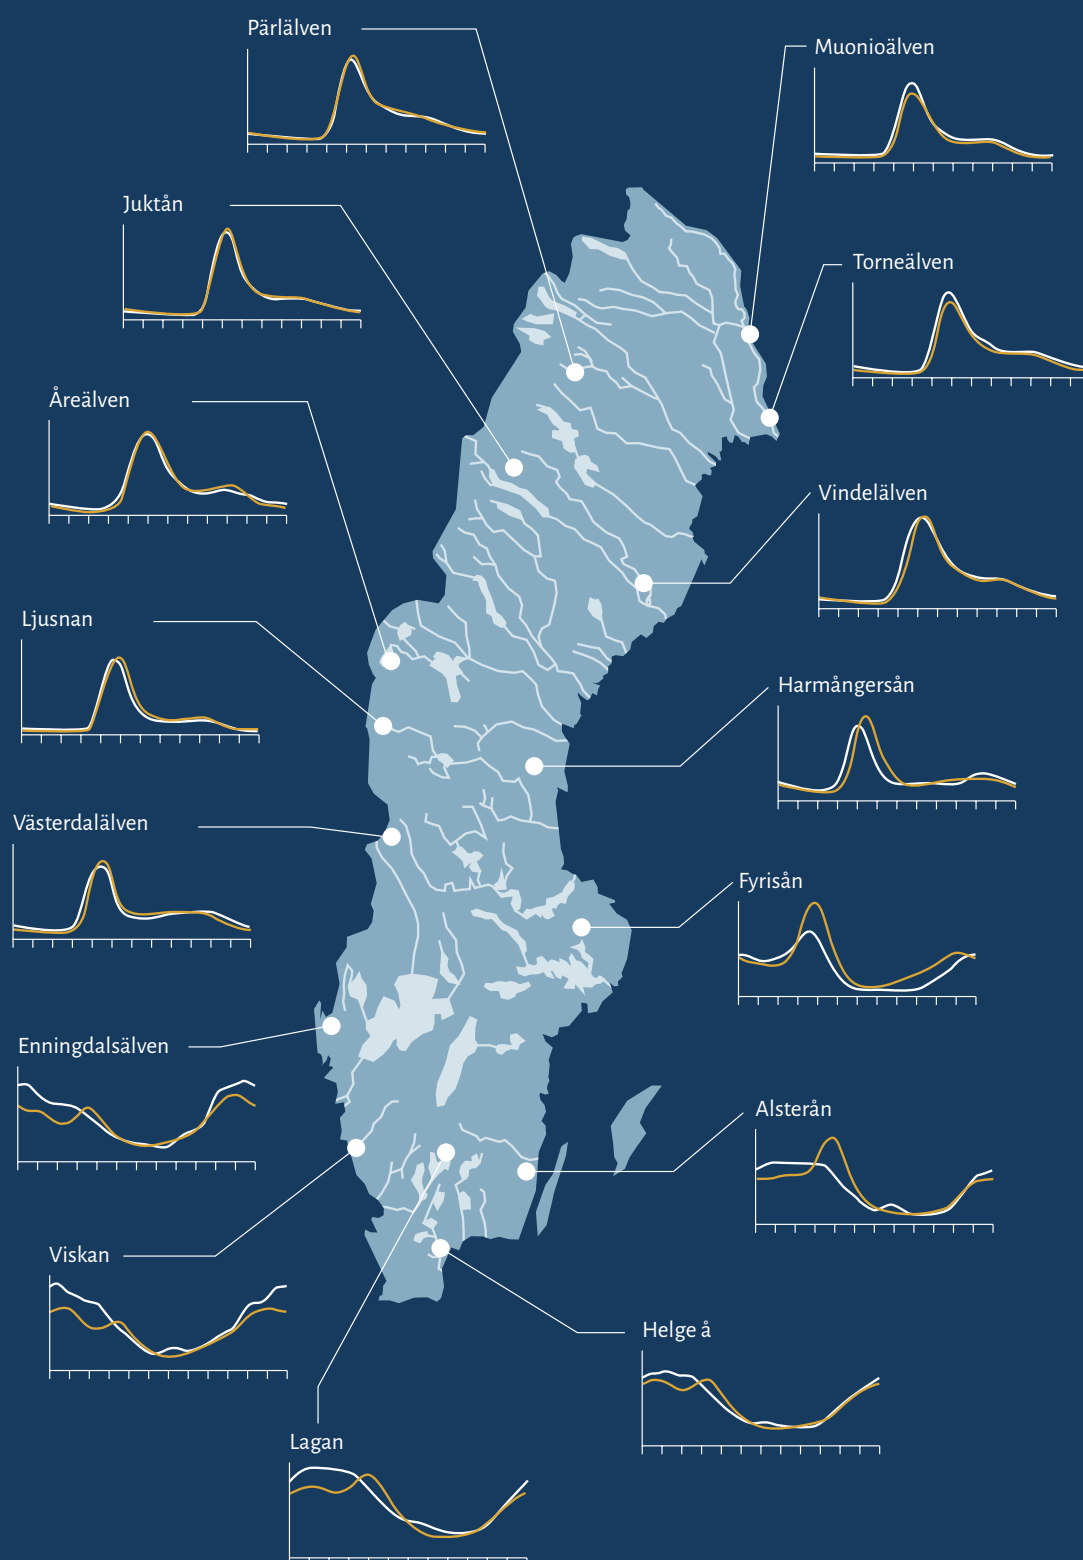 Pärlälven
Muonioälven
Juktån
Torneälven
Åreälven
Vindelälven
Ljusnan
Harmångersån
Västerdalälven
Fyrisån
Enningdalsälven
Alsterån
Viskan
Helge å
Lagan